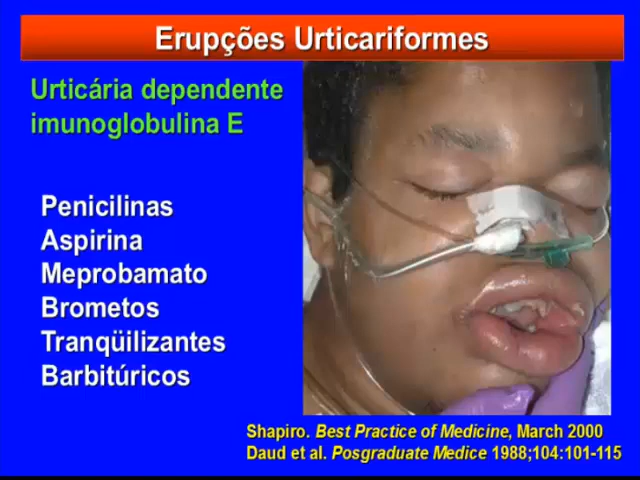 Erupções Urticariformes
Urticária dependente
imunoglobulina E
Penicilinas
Aspirina
Meprobamato
Brometos
Tranqüilizantes
Barbitúricos
Shapiro. Best Practice of Medicine, March 2000
Daud et al. Posgraduate Medice 1988;104:101-115